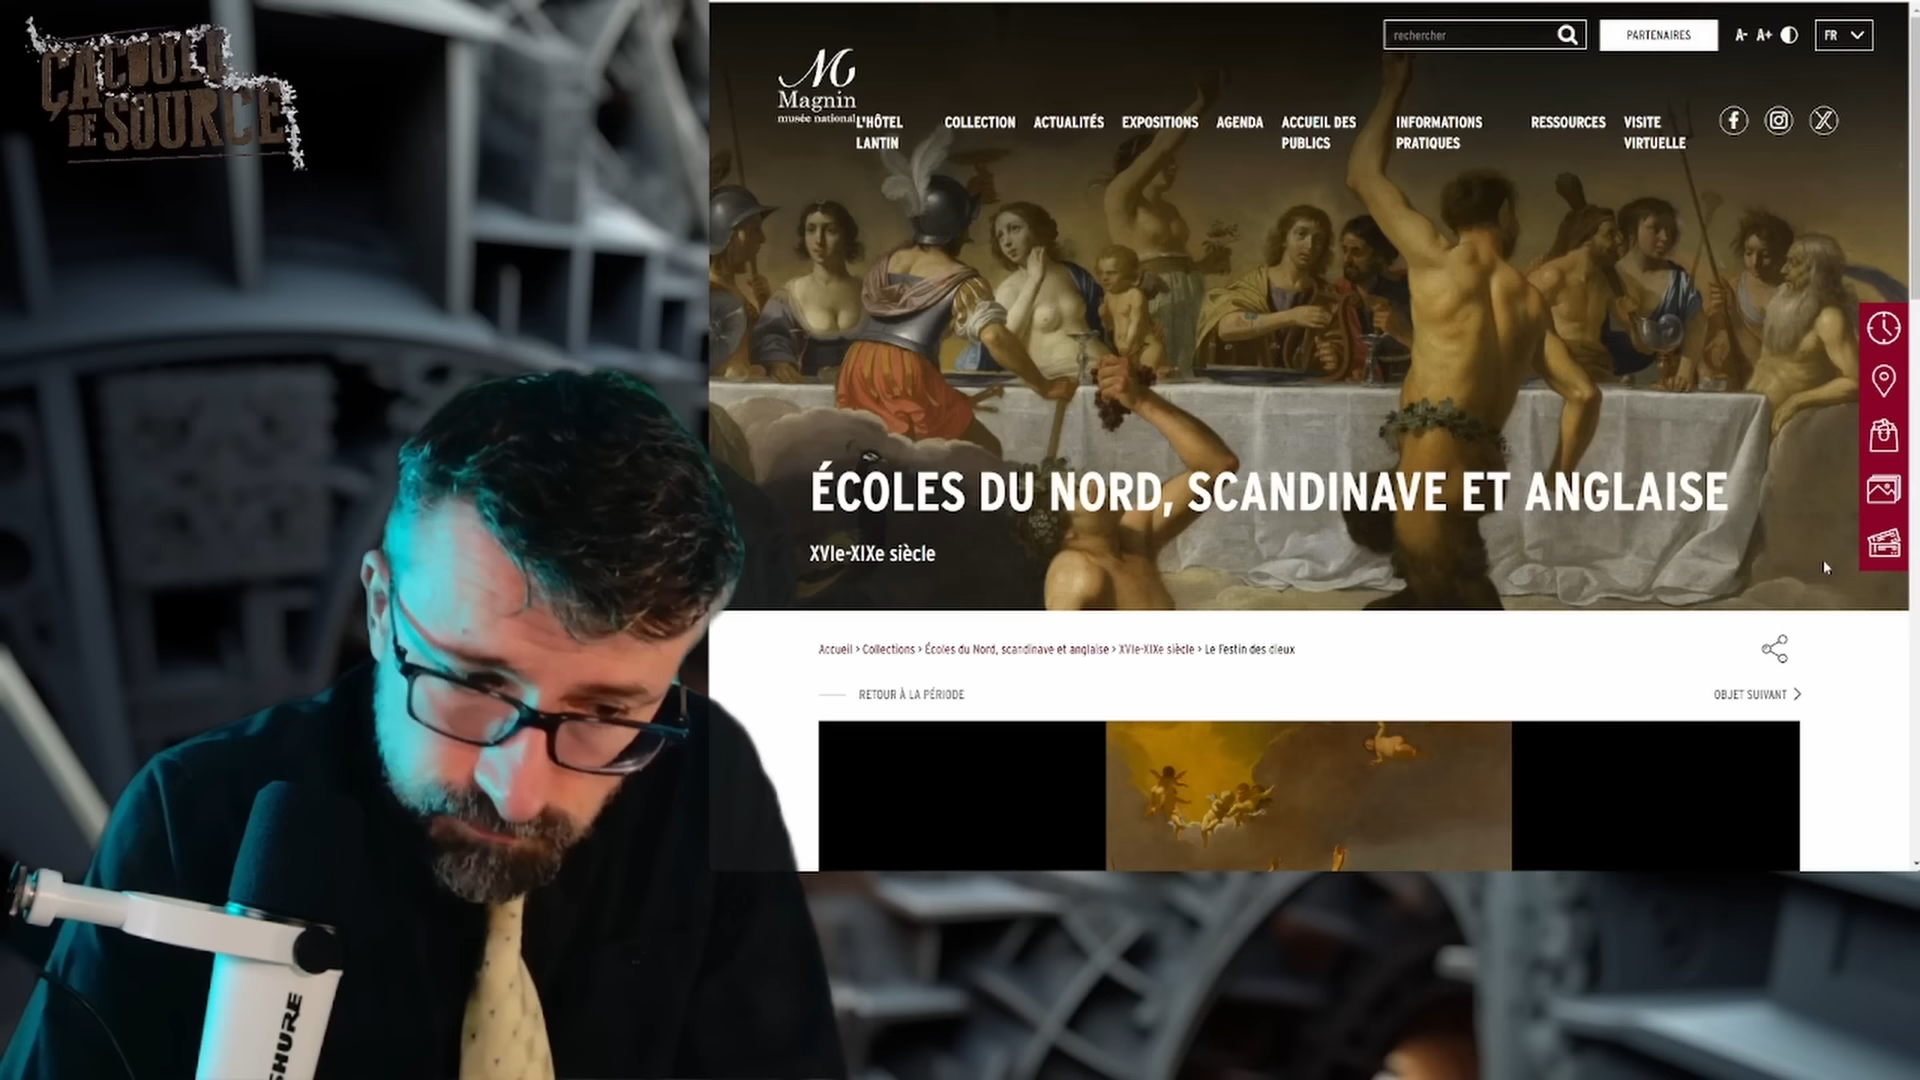 ÇA COULE
DE SOURCE
rechercher
PARTENAIRES
A- A+
FR
M
Magnin
musée national
L'HÔTEL
LANTIN
COLLECTION
ACTUALITÉS
EXPOSITIONS
AGENDA
ACCUEIL DES
PUBLICS
INFORMATIONS
PRATIQUES
RESSOURCES
VISITE
VIRTUELLE
ÉCOLES DU NORD, SCANDINAVE ET ANGLAISE
XVIe-XIXe siècle
Accueil > Collections > Écoles du Nord, scandinave et anglaise > XVIe-XIXe siècle > Le Festin des dieux
RETOUR À LA PÉRIODE
OBJET SUIVANT >
SHURE